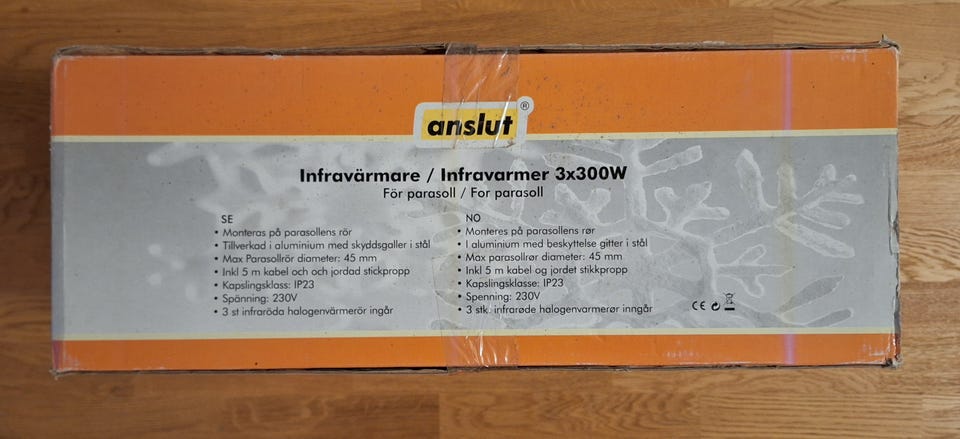 anslut®
Infravärmare / Infravarmer 3x300W
För parasoll / For parasoll
SE
• Monteras på parasollens rör
• Tillverkad i aluminium med skyddsgaller i stål
• Max Parasollrör diameter: 45 mm
• Inkl 5 m kabel och och jordad stickpropp
• Kapslingsklass: IP23
• Spänning: 230V
• 3 st infraröda halogenvärmerör ingår
NO
• Monteres på parasollens rør
• I aluminium med beskyttelse gitter i stål
• Max parasollrør diameter: 45 mm
• Inkl 5 m kabel og jordet stikkpropp
• Kapslingsklasse: IP23
• Spenning: 230V
• 3 stk. infrarøde halogenvarmerør inngår
CE